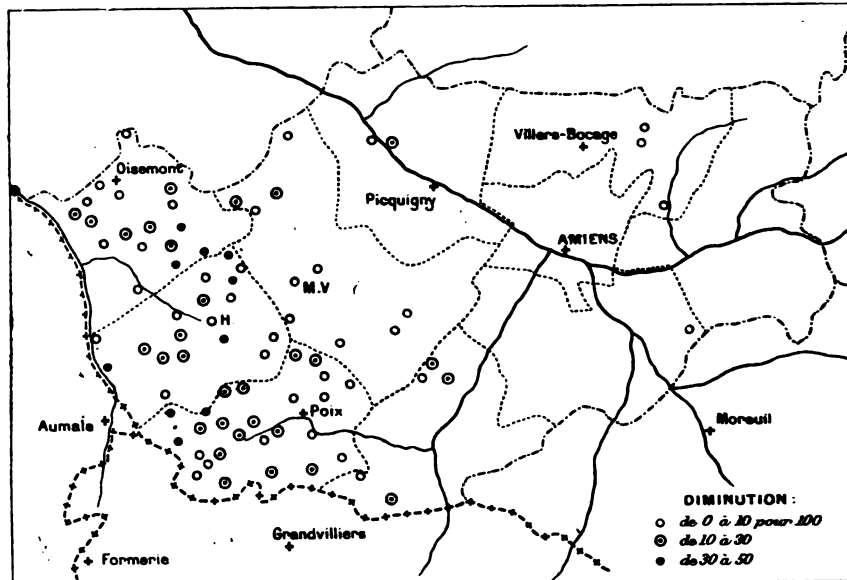 Oisemont
Villers-Bocage
Picquigny
AMIENS
M.V
H
Aumale
Poix
Moreuil
Grandvilliers
Formerie
DIMINUTION :
de 0 à 10 pour 100
de 10 à 30
de 30 à 50